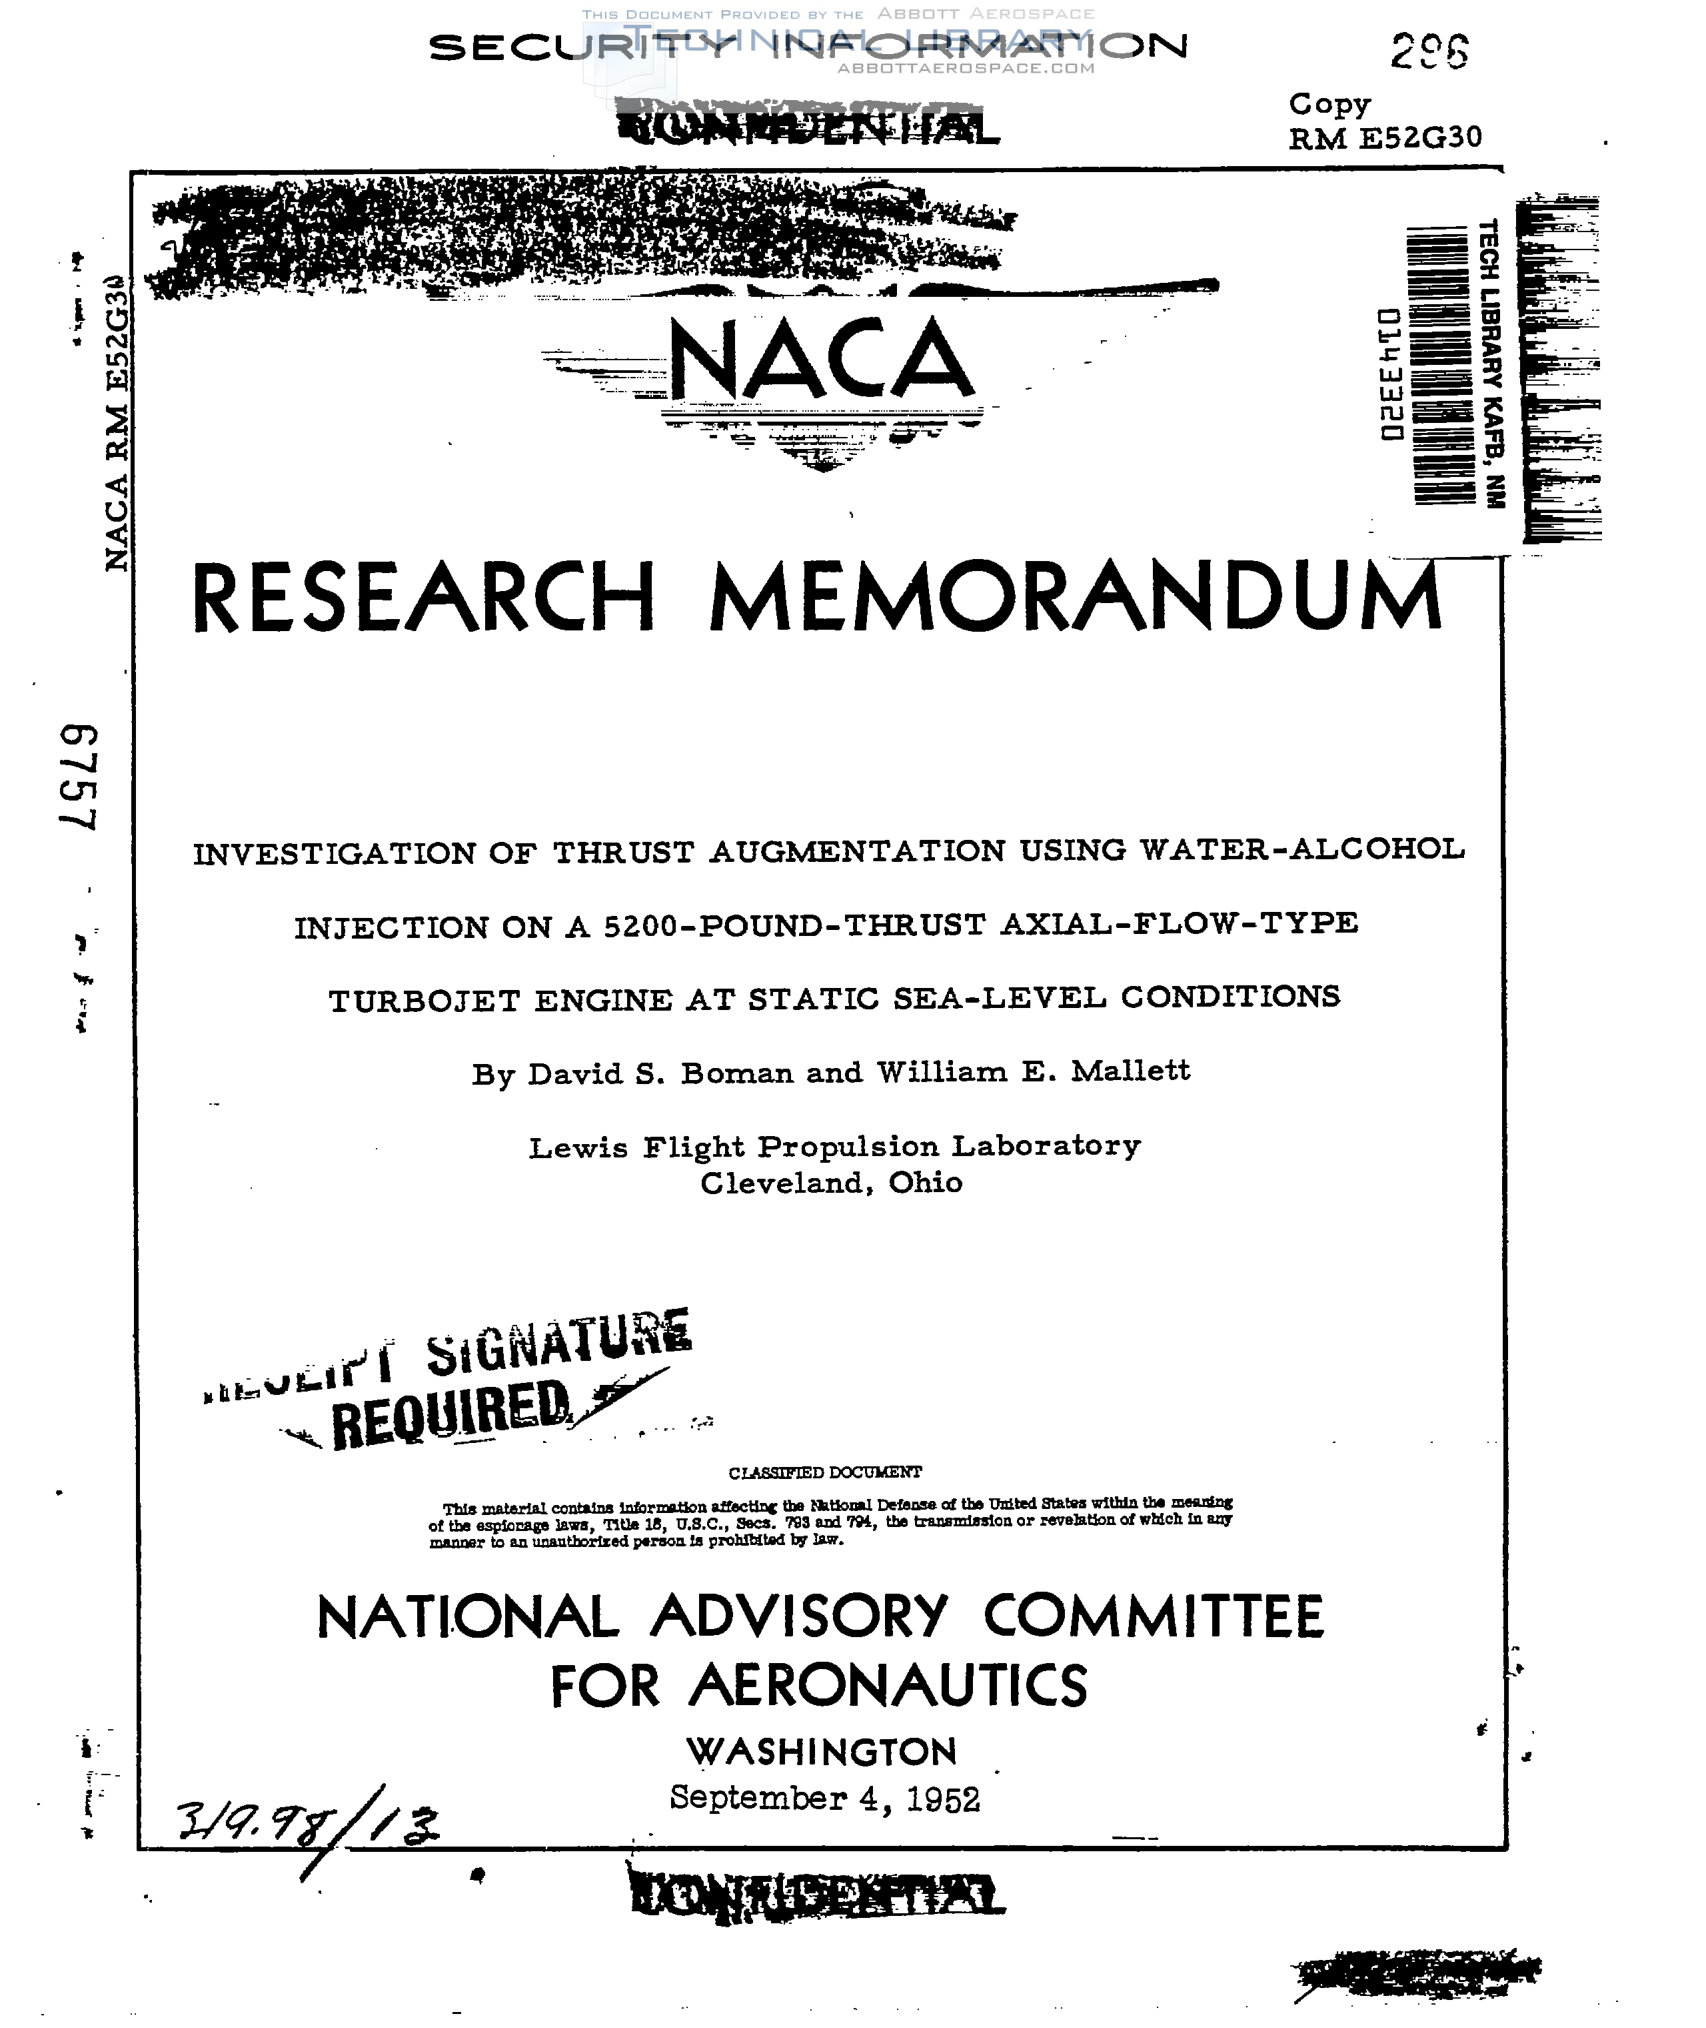 THIS DOCUMENT PROVIDED BY THE ABBOTT AEROSPACE
TECHNICAL LIBRARY
ABBOTTAEROSPACE.COM
SECURITY INFORMATION
296
CONFIDENTIAL
Copy
RM E52G30
NACA RM E52G30
NACA
TECH LIBRARY KAFB, NM
0143320
RESEARCH MEMORANDUM
6757
INVESTIGATION OF THRUST AUGMENTATION USING WATER-ALCOHOL
INJECTION ON A 5200-POUND-THRUST AXIAL-FLOW-TYPE
TURBOJET ENGINE AT STATIC SEA-LEVEL CONDITIONS
By David S. Boman and William E. Mallett
Lewis Flight Propulsion Laboratory
Cleveland, Ohio
RECEIPT SIGNATURE
REQUIRED
CLASSIFIED DOCUMENT
This material contains information affecting the National Defense of the United States within the meaning
of the espionage laws, Title 18, U.S.C., Secs. 793 and 794, the transmission or revelation of which in any
manner to an unauthorized person is prohibited by law.
NATIONAL ADVISORY COMMITTEE
FOR AERONAUTICS
WASHINGTON
September 4, 1952
319.98/13
CONFIDENTIAL